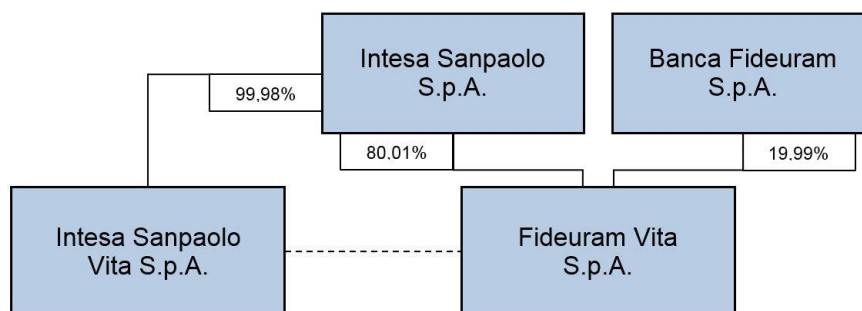 Intesa Sanpaolo
S.p.A.
Banca Fideuram
S.p.A.
99,98%
80,01%
19,99%
Intesa Sanpaolo
Vita S.p.A.
Fideuram Vita
S.p.A.